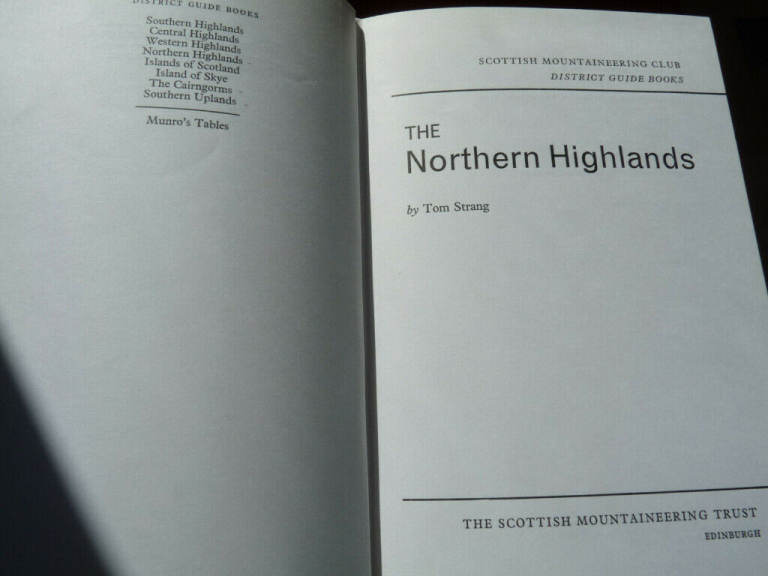 DISTRICT GUIDE BOOKS
Southern Highlands
Central Highlands
Western Highlands
Northern Highlands
Islands of Scotland
Island of Skye
The Cairngorms
Southern Uplands
Munro's Tables
SCOTTISH MOUNTAINEERING CLUB
DISTRICT GUIDE BOOKS
THE
Northern Highlands
by Tom Strang
THE SCOTTISH MOUNTAINEERING TRUST
EDINBURGH